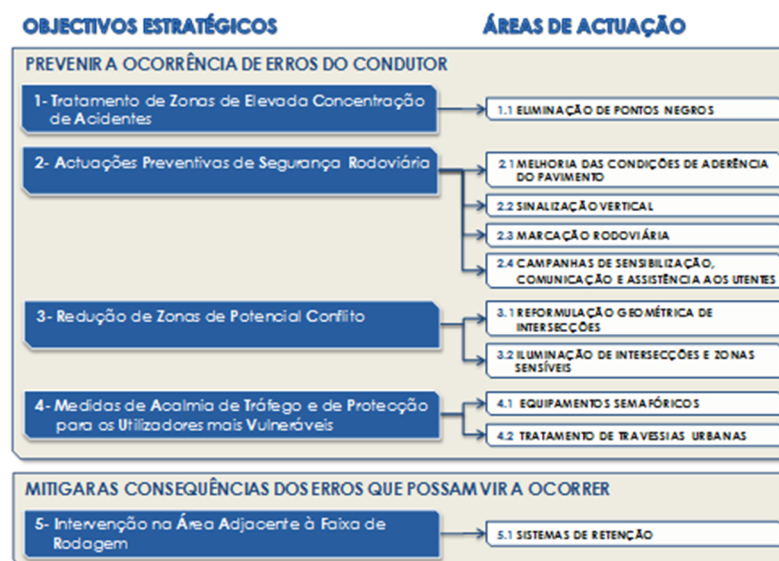 OBJECTIVOS ESTRATÉGICOS
ÁREAS DE ACTUAÇÃO
PREVENIR A OCORRÊNCIA DE ERROS DO CONDUTOR
1- Tratamento de Zonas de Elevada Concentração
de Acidentes
1.1 ELIMINAÇÃO DE PONTOS NEGROS
2- Actuações Preventivas de Segurança Rodoviária
2.1 MELHORIA DAS CONDIÇÕES DE ADERÊNCIA
DO PAVIMENTO
2.2 SINALIZAÇÃO VERTICAL
2.3 MARCAÇÃO RODOVIÁRIA
2.4 CAMPANHAS DE SENSIBILIZAÇÃO,
COMUNICAÇÃO E ASSISTÊNCIA AOS UTENTES
3- Redução de Zonas de Potencial Conflito
3.1 REFORMULAÇÃO GEOMÉTRICA DE
INTERSECÇÕES
3.2 ILUMINAÇÃO DE INTERSECÇÕES E ZONAS
SENSÍVEIS
4- Medidas de Acalmia de Tráfego e de Protecção
para os Utilizadores mais Vulneráveis
4.1 EQUIPAMENTOS SEMAFÓRICOS
4.2 TRATAMENTO DE TRAVESSIAS URBANAS
MITIGAR AS CONSEQUÊNCIAS DOS ERROS QUE POSSAM VIR A OCORRER
5- Intervenção na Área Adjacente à Faixa de
Rodagem
5.1 SISTEMAS DE RETENÇÃO